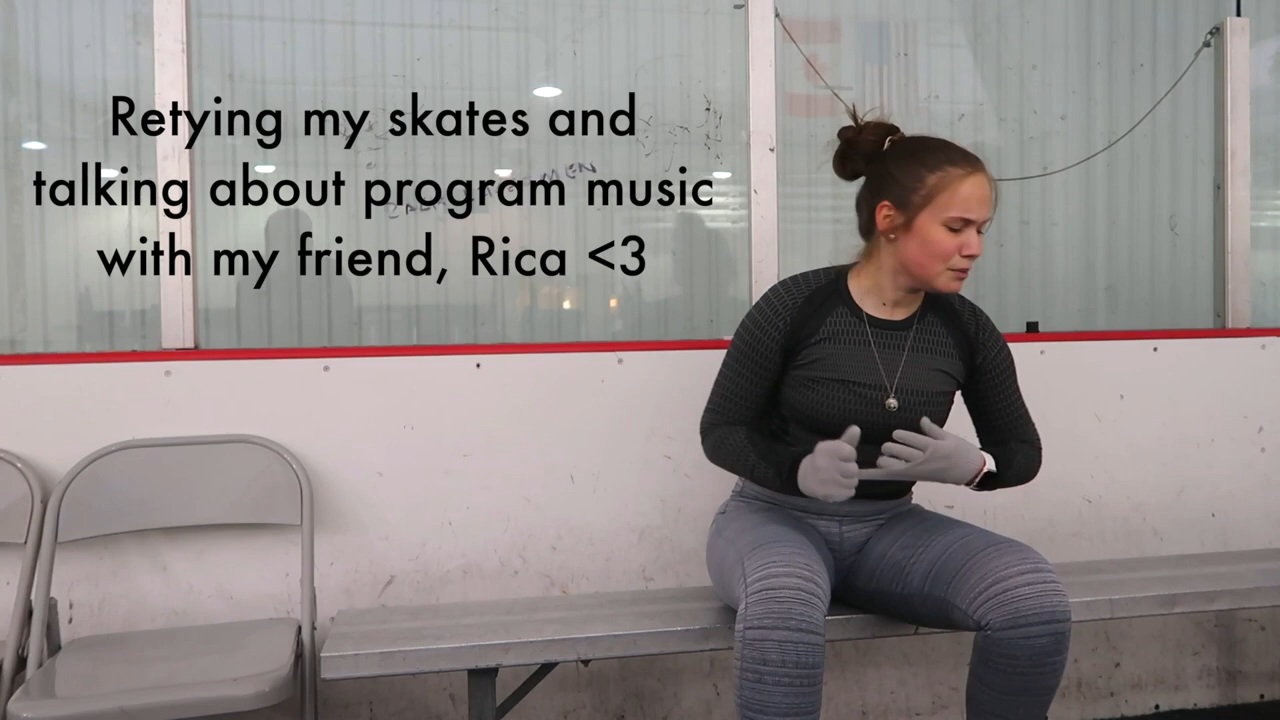 Retying my skates and
talking about program music
with my friend, Rica <3